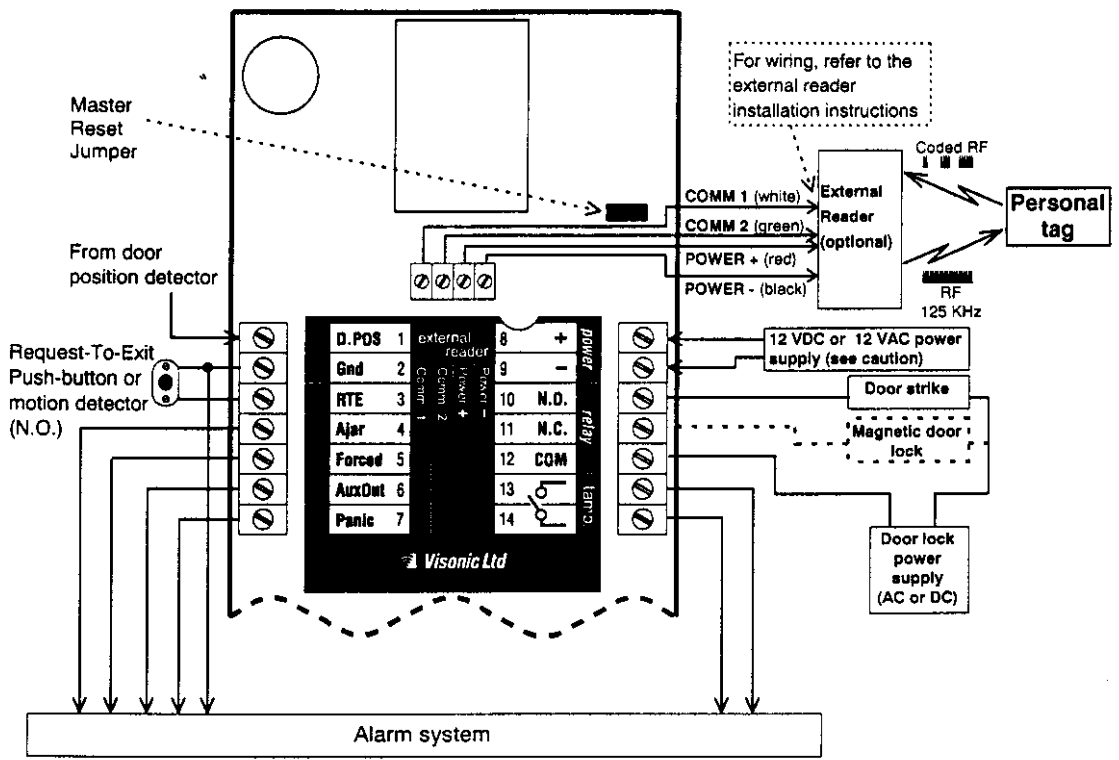 Master
Reset
Jumper
For wiring, refer to the
external reader
installation instructions
Coded RF
COMM 1 (white)
COMM 2 (green)
POWER + (red)
POWER - (black)
External
Reader
(optional)
Personal
tag
RF
125 KHz
From door
position detector
Request-To-Exit
Push-button or
motion detector
(N.O.)
D.POS 1
Gnd 2
RTE 3
Ajar 4
Forced 5
AuxOut 6
Panic 7
external
reader
Power -
Power +
Comm 2
Comm 1
8 +
9 -
10 N.O.
11 N.C.
12 COM
13
14
power
relay
tamp.
Visonic Ltd
12 VDC or 12 VAC power
supply (see caution)
Door strike
Magnetic door
lock
Door lock
power
supply
(AC or DC)
Alarm system